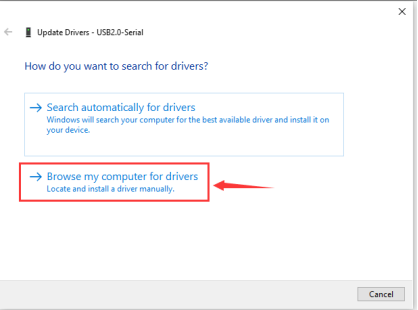 Update Drivers - USB2.0-Serial
How do you want to search for drivers?
Search automatically for drivers
Windows will search your computer for the best available driver and install it on
your device.
Browse my computer for drivers
Locate and install a driver manually.
Cancel